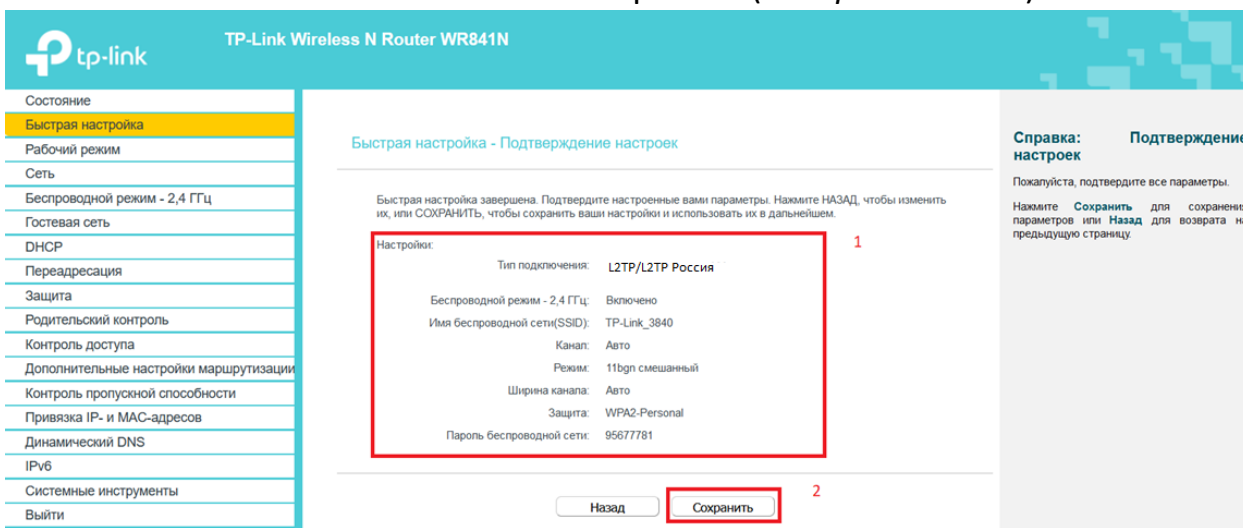 tp-link
TP-Link Wireless N Router WR841N
Состояние
Быстрая настройка
Рабочий режим
Сеть
Беспроводной режим - 2,4 ГГц
Гостевая сеть
DHCP
Переадресация
Защита
Родительский контроль
Контроль доступа
Дополнительные настройки маршрутизации
Контроль пропускной способности
Привязка IP- и MAC-адресов
Динамический DNS
IPv6
Системные инструменты
Выйти
Быстрая настройка - Подтверждение настроек
Быстрая настройка завершена. Подтвердите настроенные вами параметры. Нажмите НАЗАД, чтобы изменить
их, или СОХРАНИТЬ, чтобы сохранить ваши настройки и использовать их в дальнейшем.
Настройки:
1
Тип подключения: L2TP/L2TP Россия
Беспроводной режим - 2,4 ГГц: Включено
Имя беспроводной сети(SSID): TP-Link_3840
Канал: Авто
Режим: 11bgn смешанный
Ширина канала: Авто
Защита: WPA2-Personal
Пароль беспроводной сети: 95677781
Назад Сохранить 2
Справка: Подтверждение
настроек
Пожалуйста, подтвердите все параметры.
Нажмите Сохранить для сохранения
параметров или Назад для возврата на
предыдущую страницу.